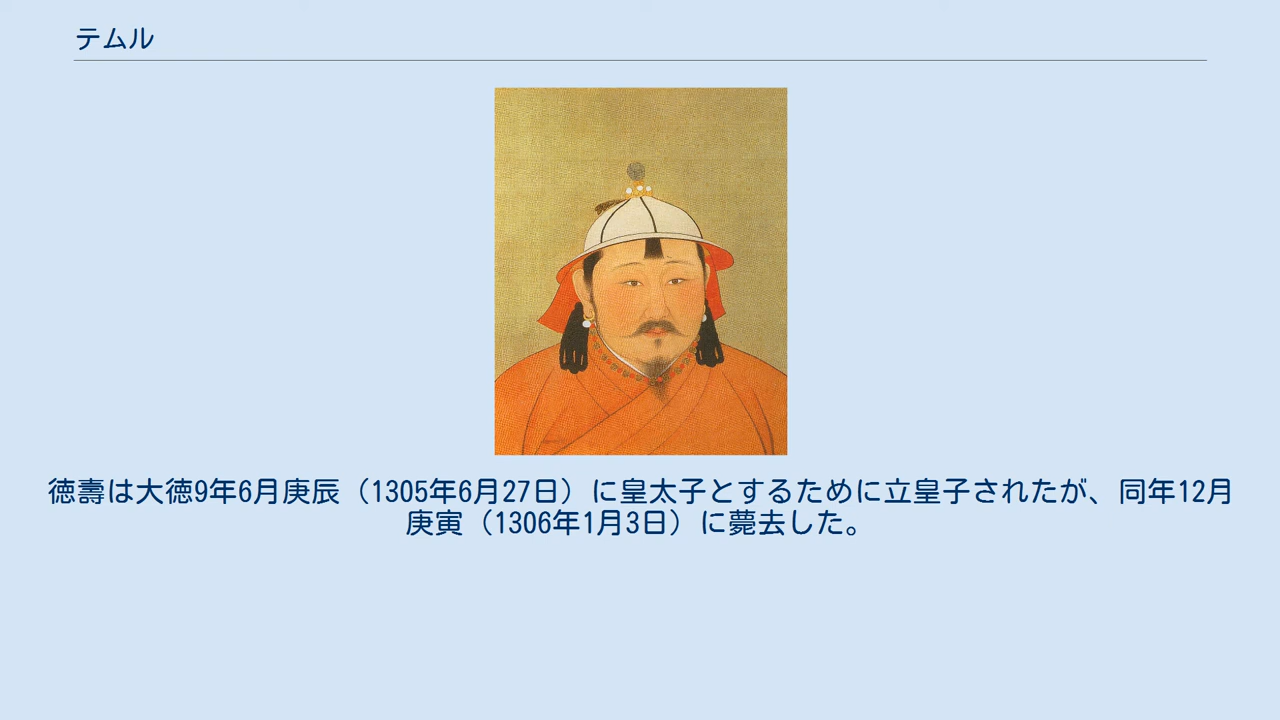 テムル
徳壽は大徳9年6月庚辰（1305年6月27日）に皇太子とするために立皇子されたが、同年12月
庚寅（1306年1月3日）に薨去した。